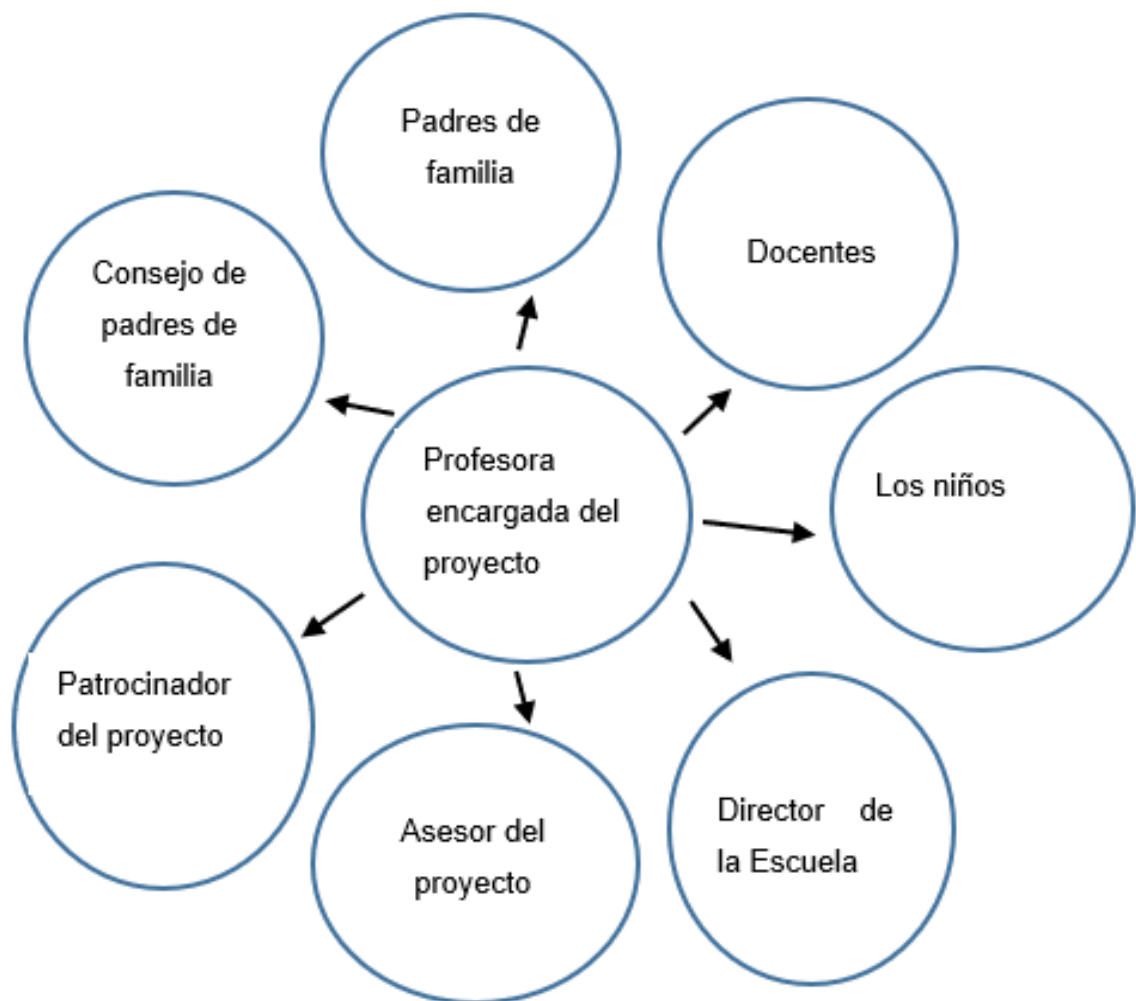 Padres de
familia
Docentes
Consejo de
padres de
familia
Profesora
encargada del
proyecto
Los niños
Patrocinador
del proyecto
Asesor del
proyecto
Director de
la Escuela